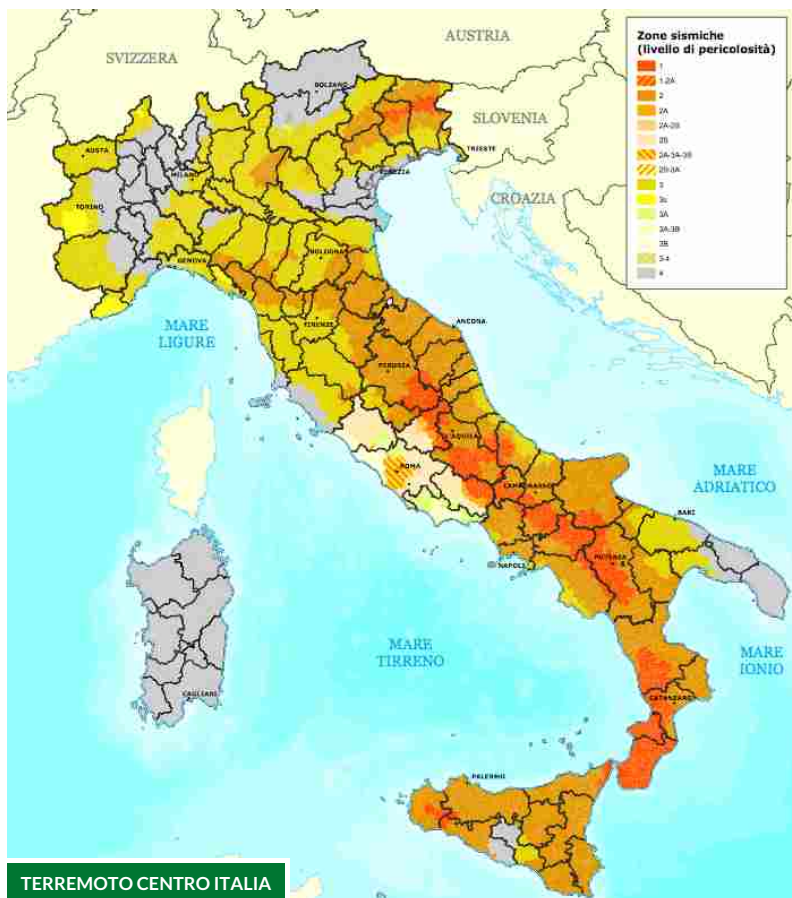 AUSTRIA
SVIZZERA
Zone sismiche
(livello di pericolosità)
1
1-2A
2
2A
2A-2B
2B
2A-3A-3B
2B-3A
3
3s
3A
3A-3B
3B
3-4
4
BOLZANO
SLOVENIA
TRIESTE
AOSTA
MILANO
VENEZIA
CROAZIA
TORINO
BOLOGNA
GENOVA
MARE
LIGURE
FIRENZE
ANCONA
PERUGIA
L'AQUILA
ROMA
MARE
ADRIATICO
CAMPOBASSO
BARI
POTENZA
NAPOLI
MARE
TIRRENO
MARE
IONIO
CAGLIARI
CATANZARO
PALERMO
TERREMOTO CENTRO ITALIA